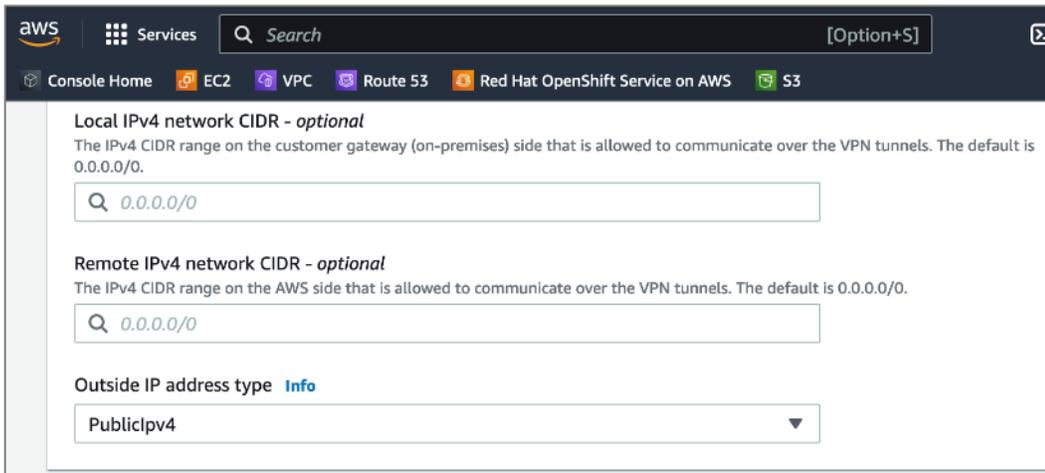 aws Services Search [Option+S]
Console Home EC2 VPC Route 53 Red Hat OpenShift Service on AWS S3
Local IPv4 network CIDR - optional
The IPv4 CIDR range on the customer gateway (on-premises) side that is allowed to communicate over the VPN tunnels. The default is
0.0.0.0/0.
0.0.0.0/0
Remote IPv4 network CIDR - optional
The IPv4 CIDR range on the AWS side that is allowed to communicate over the VPN tunnels. The default is 0.0.0.0/0.
0.0.0.0/0
Outside IP address type Info
PublicIpv4